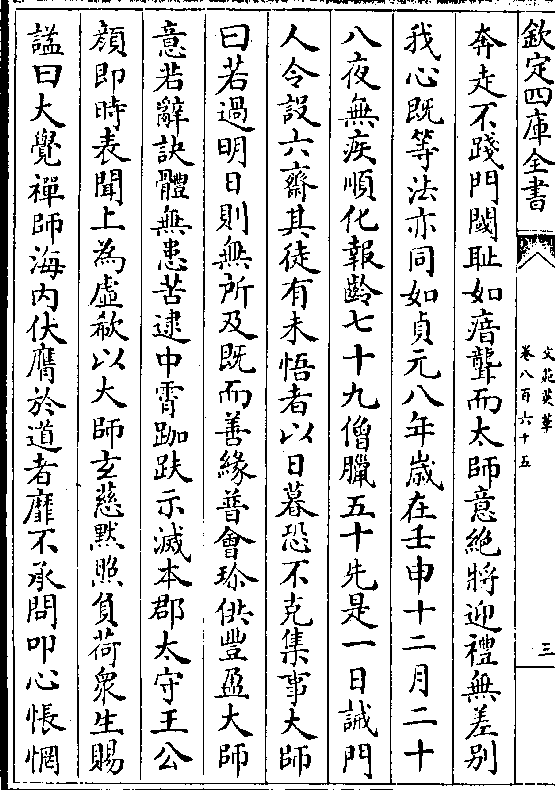 欽定四庫全書
文苑英華
卷八百六十五
三
奔走不踐門閾耻如瘖聾而大師意絶將迎禮無差别
我心既等法亦同如貞元八年歳在壬申十二月二十
八夜無疾順化報齡七十九僧臘五十先是一日誡門
人令設六齋其徒有未悟者以日暮恐不克集事大師
曰若過明日則無所及既而善緣普會珍供豐盈大師
意若辭訣體無患苦逮中霄跏趺示滅本郡太守王公
顔即時表聞上為虚欷以大師玄慈默照負荷衆生賜
諡曰大覺禪師海内伏膺於道者靡不承問叩心悵惘